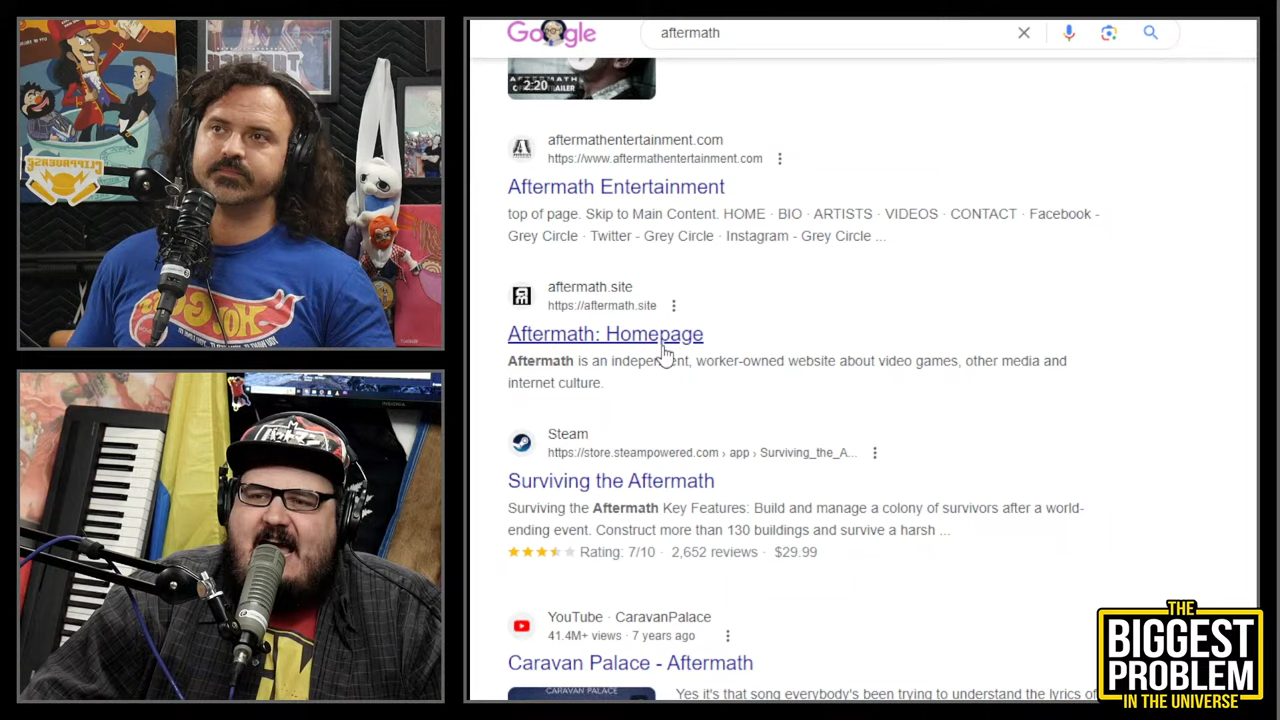 Google
aftermath
2:20
AFTERMATH
aftermathentertainment.com
https://www.aftermathentertainment.com
Aftermath Entertainment
top of page. Skip to Main Content. HOME · BIO · ARTISTS · VIDEOS · CONTACT · Facebook -
Grey Circle · Twitter - Grey Circle · Instagram - Grey Circle ...
aftermath.site
https://aftermath.site
Aftermath: Homepage
Aftermath is an independent, worker-owned website about video games, other media and
internet culture.
Steam
https://store.steampowered.com › app › Surviving_the_A...
Surviving the Aftermath
Surviving the Aftermath Key Features: Build and manage a colony of survivors after a world-
ending event. Construct more than 130 buildings and survive a harsh ...
Rating: 7/10 · 2,652 reviews · $29.99
YouTube · CaravanPalace
41.4M+ views · 7 years ago
Caravan Palace - Aftermath
CARAVAN PALACE
Yes it's that song everybody's been trying to understand the lyrics of
THE
BIGGEST
PROBLEM
IN THE UNIVERSE